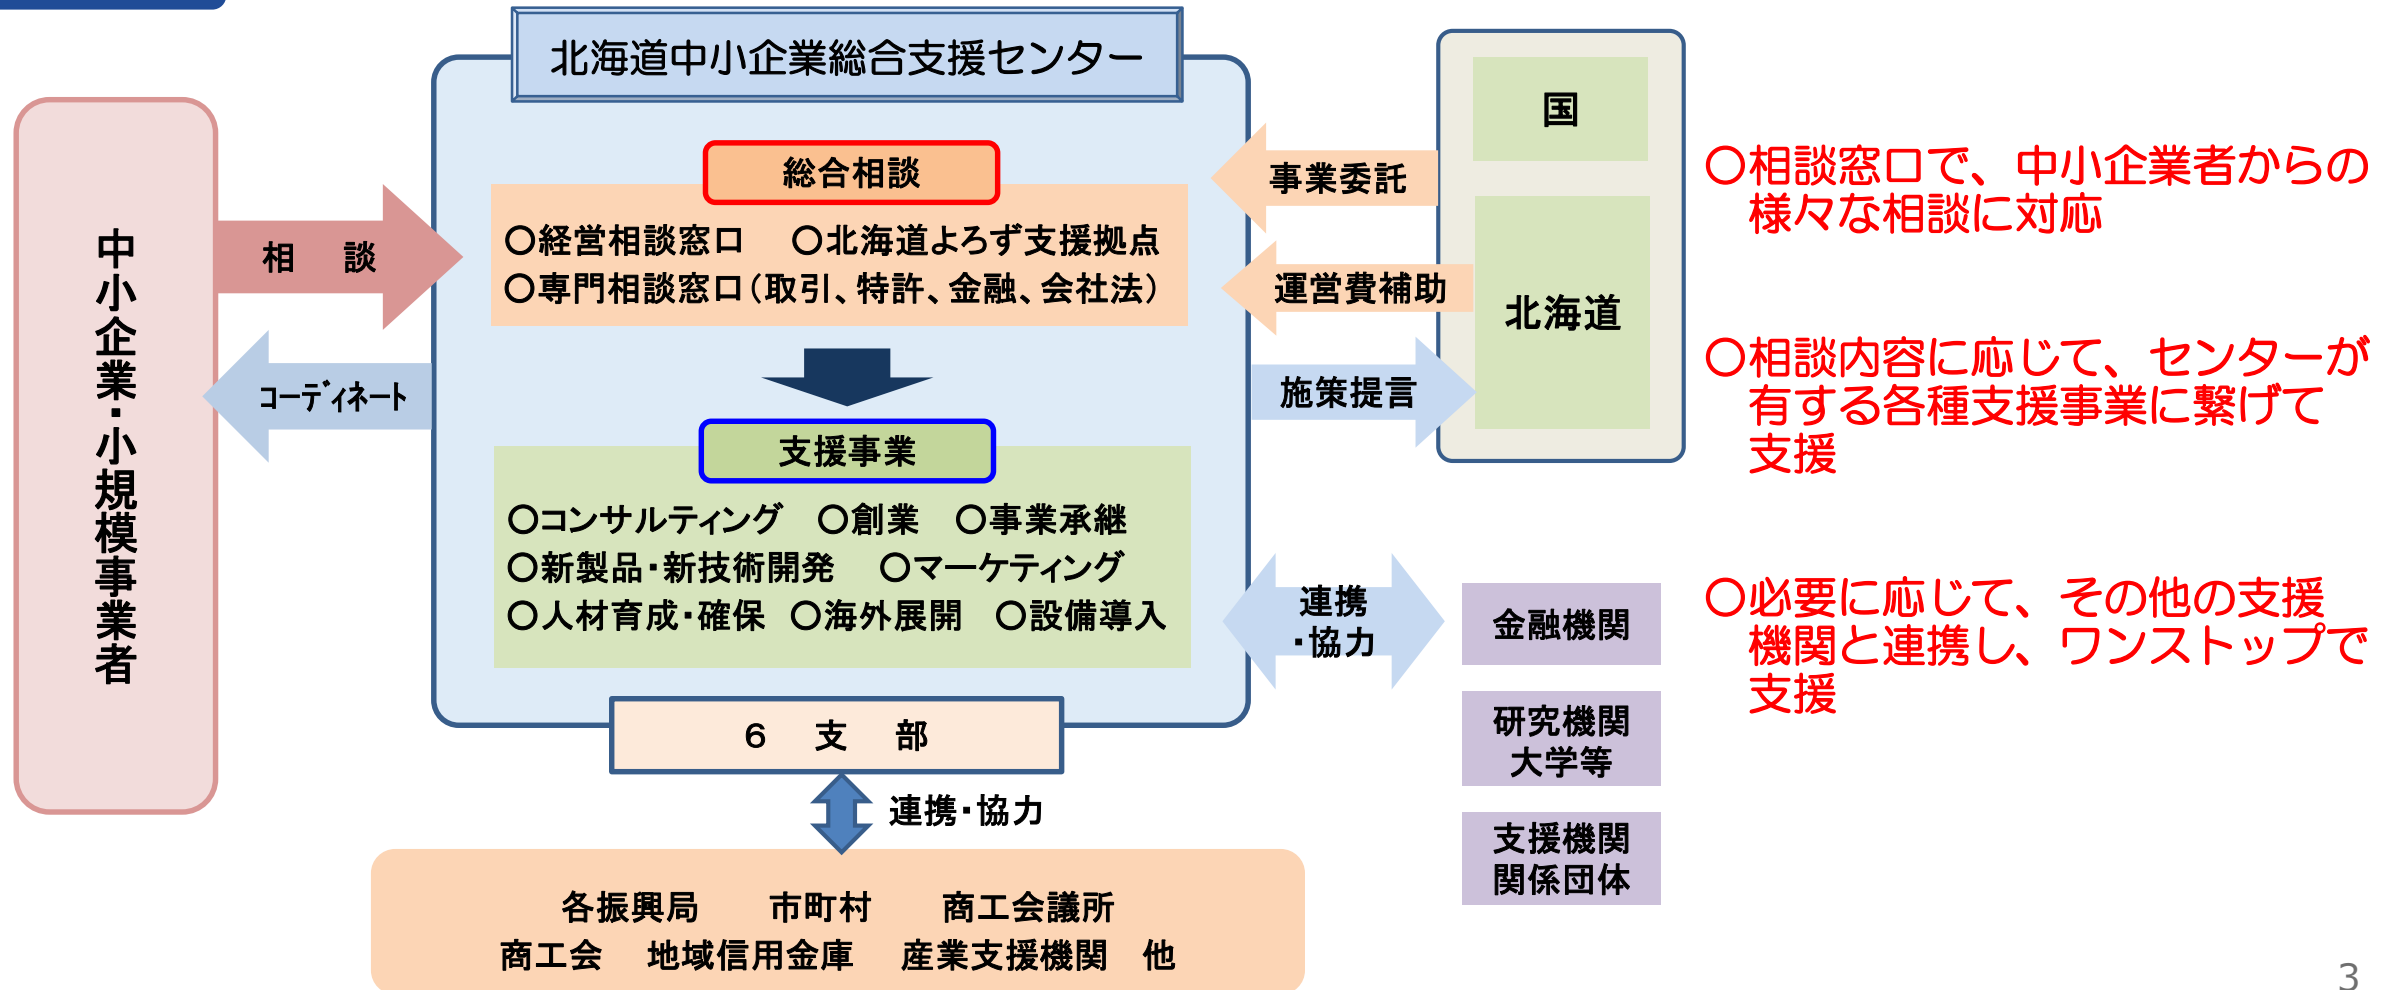 北海道中小企業総合支援センター
中小企業・小規模事業者
相　談
コーディネート
総合相談
〇経営相談窓口　〇北海道よろず支援拠点
〇専門相談窓口（取引、特許、金融、会社法）
支援事業
〇コンサルティング　〇創業　〇事業承継
〇新製品・新技術開発　〇マーケティング
〇人材育成・確保　〇海外展開　〇設備導入
６　支　部
連携・協力
各振興局　市町村　商工会議所
商工会　地域信用金庫　産業支援機関　他
事業委託
運営費補助
施策提言
国
北海道
連携
・協力
金融機関
研究機関
大学等
支援機関
関係団体
〇相談窓口で、中小企業者からの
様々な相談に対応
〇相談内容に応じて、センターが
有する各種支援事業に繋げて
支援
〇必要に応じて、その他の支援
機関と連携し、ワンストップで
支援
3